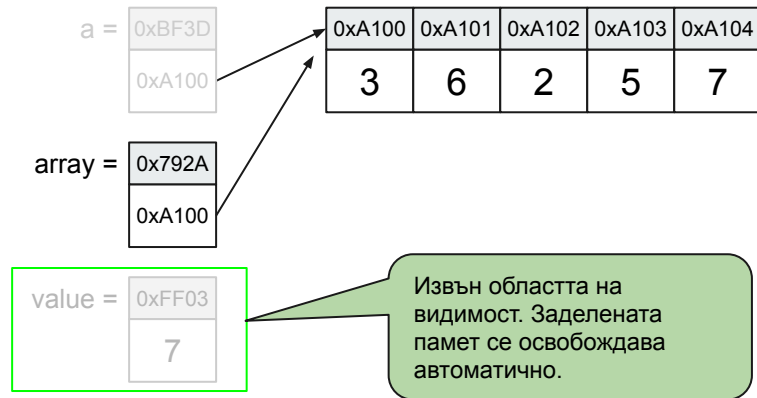 a = 0xBF3D
0xA100
0xA100 0xA101 0xA102 0xA103 0xA104
3 6 2 5 7
array = 0x792A
0xA100
value = 0xFF03
7
Извън областта на
видимост. Заделената
памет се освобождава
автоматично.